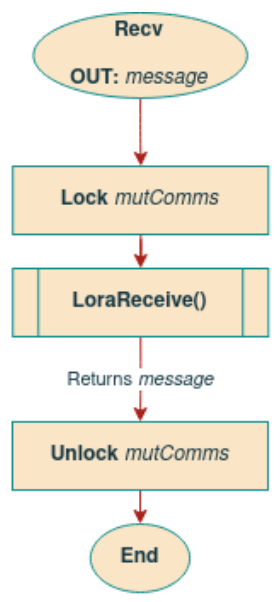 Recv
OUT: message
Lock mutComms
LoraReceive()
Returns message
Unlock mutComms
End